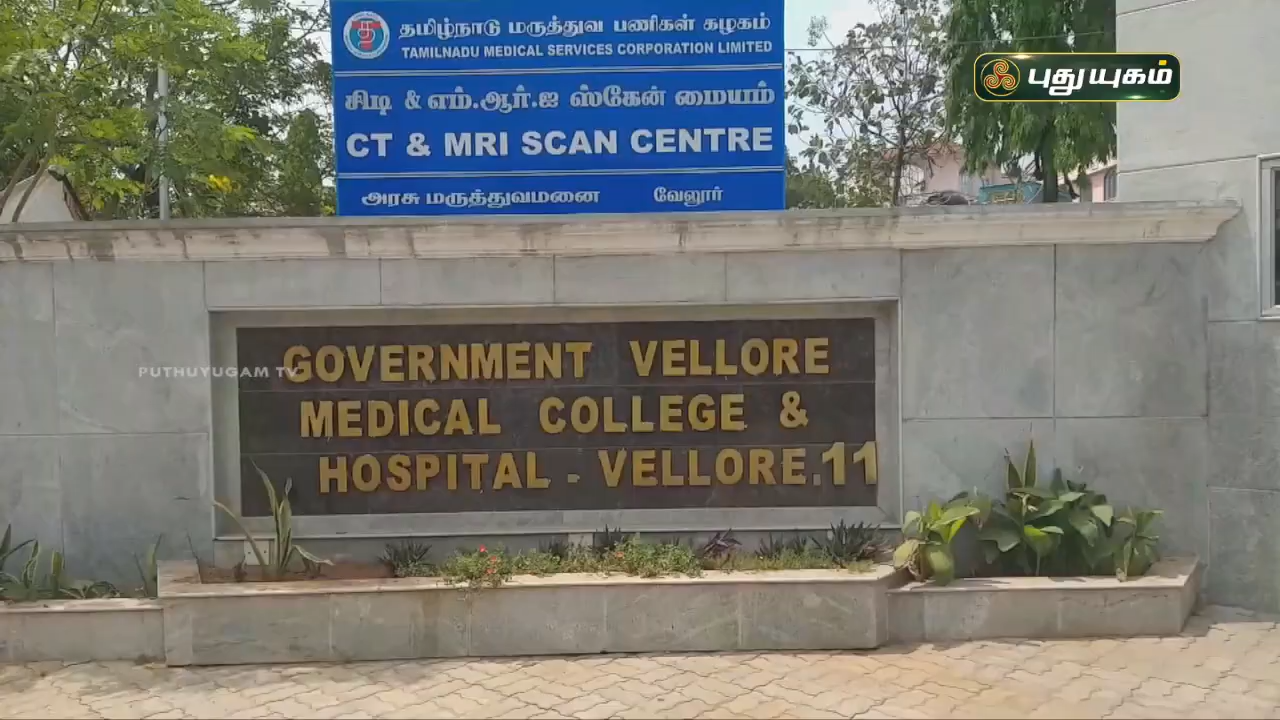 தமிழ்நாடு மருத்துவ பணிகள் கழகம்
TAMILNADU MEDICAL SERVICES CORPORATION LIMITED
சிடி & எம்.ஆர்.ஐ ஸ்கேன் மையம்
CT & MRI SCAN CENTRE
அரசு மருத்துவமனை வேலூர்
புதுயுகம்
PUTHUYUGAM TV
GOVERNMENT VELLORE
MEDICAL COLLEGE &
HOSPITAL - VELLORE.11